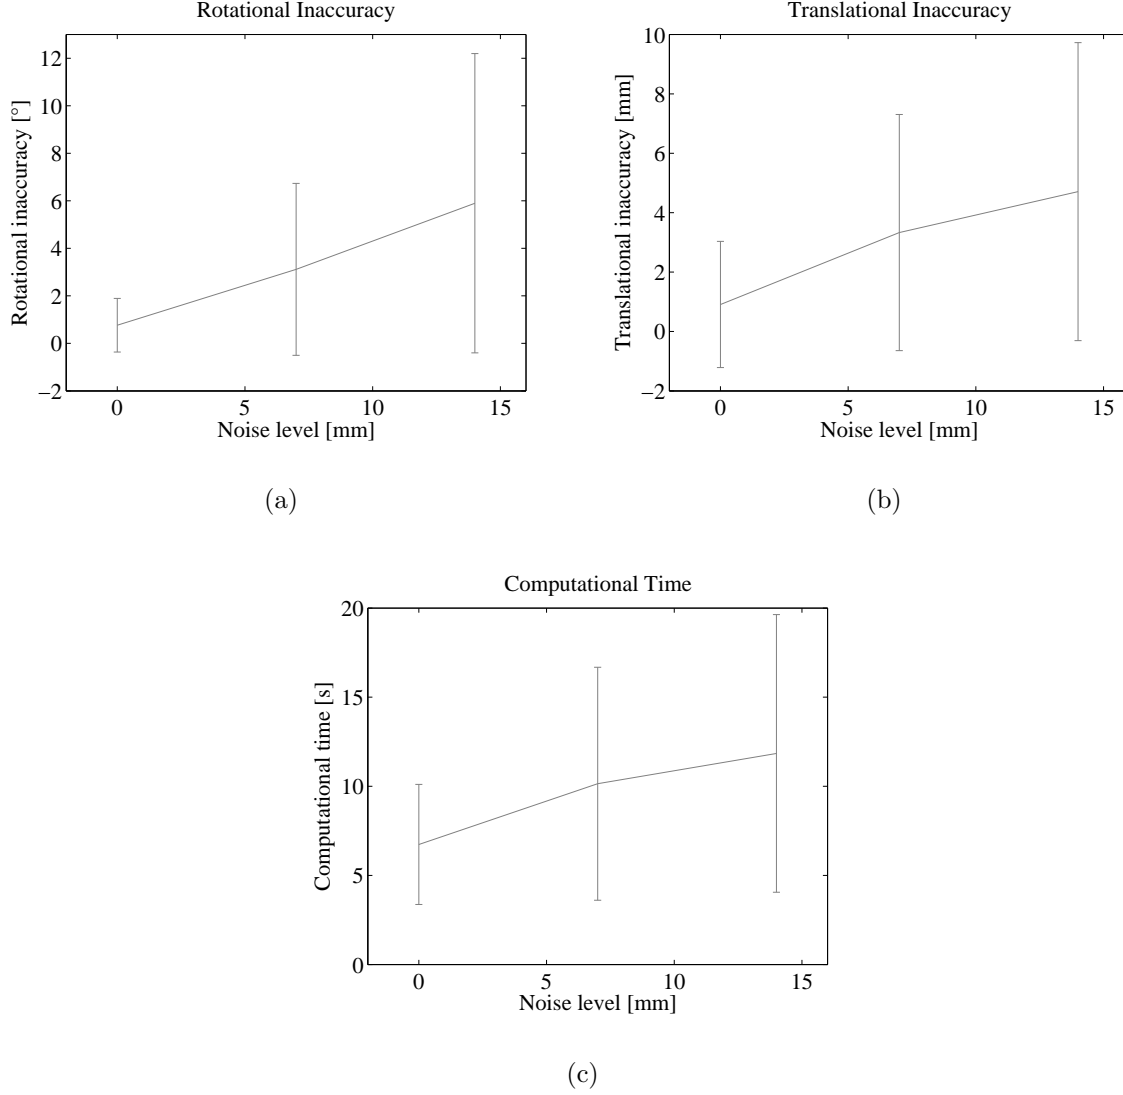 Rotational Inaccuracy
12
10
8
6
4
2
0
−2
Rotational inaccuracy [°]
0 5 10 15
Noise level [mm]
(a)
Translational Inaccuracy
10
8
6
4
2
0
−2
Translational inaccuracy [mm]
0 5 10 15
Noise level [mm]
(b)
Computational Time
20
15
10
5
0
Computational time [s]
0 5 10 15
Noise level [mm]
(c)